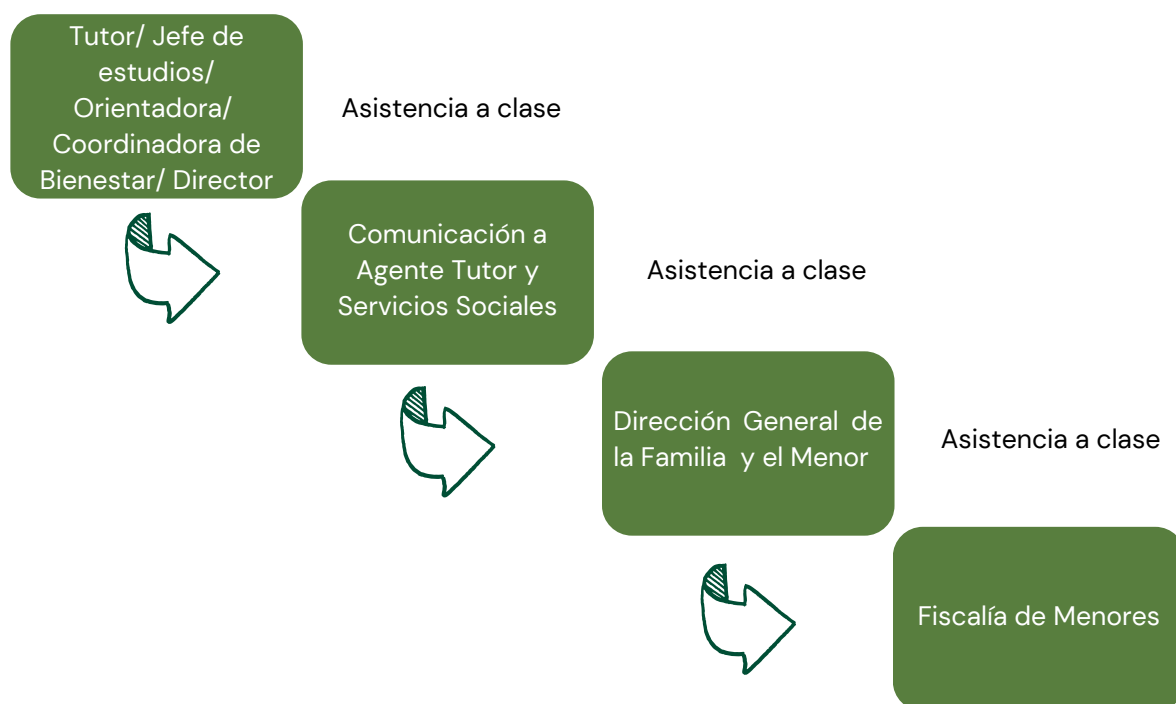 Tutor/ Jefe de
estudios/
Orientadora/
Coordinadora de
Bienestar/ Director
Asistencia a clase
Comunicación a
Agente Tutor y
Servicios Sociales
Asistencia a clase
Dirección General de
la Familia y el Menor
Asistencia a clase
Fiscalía de Menores